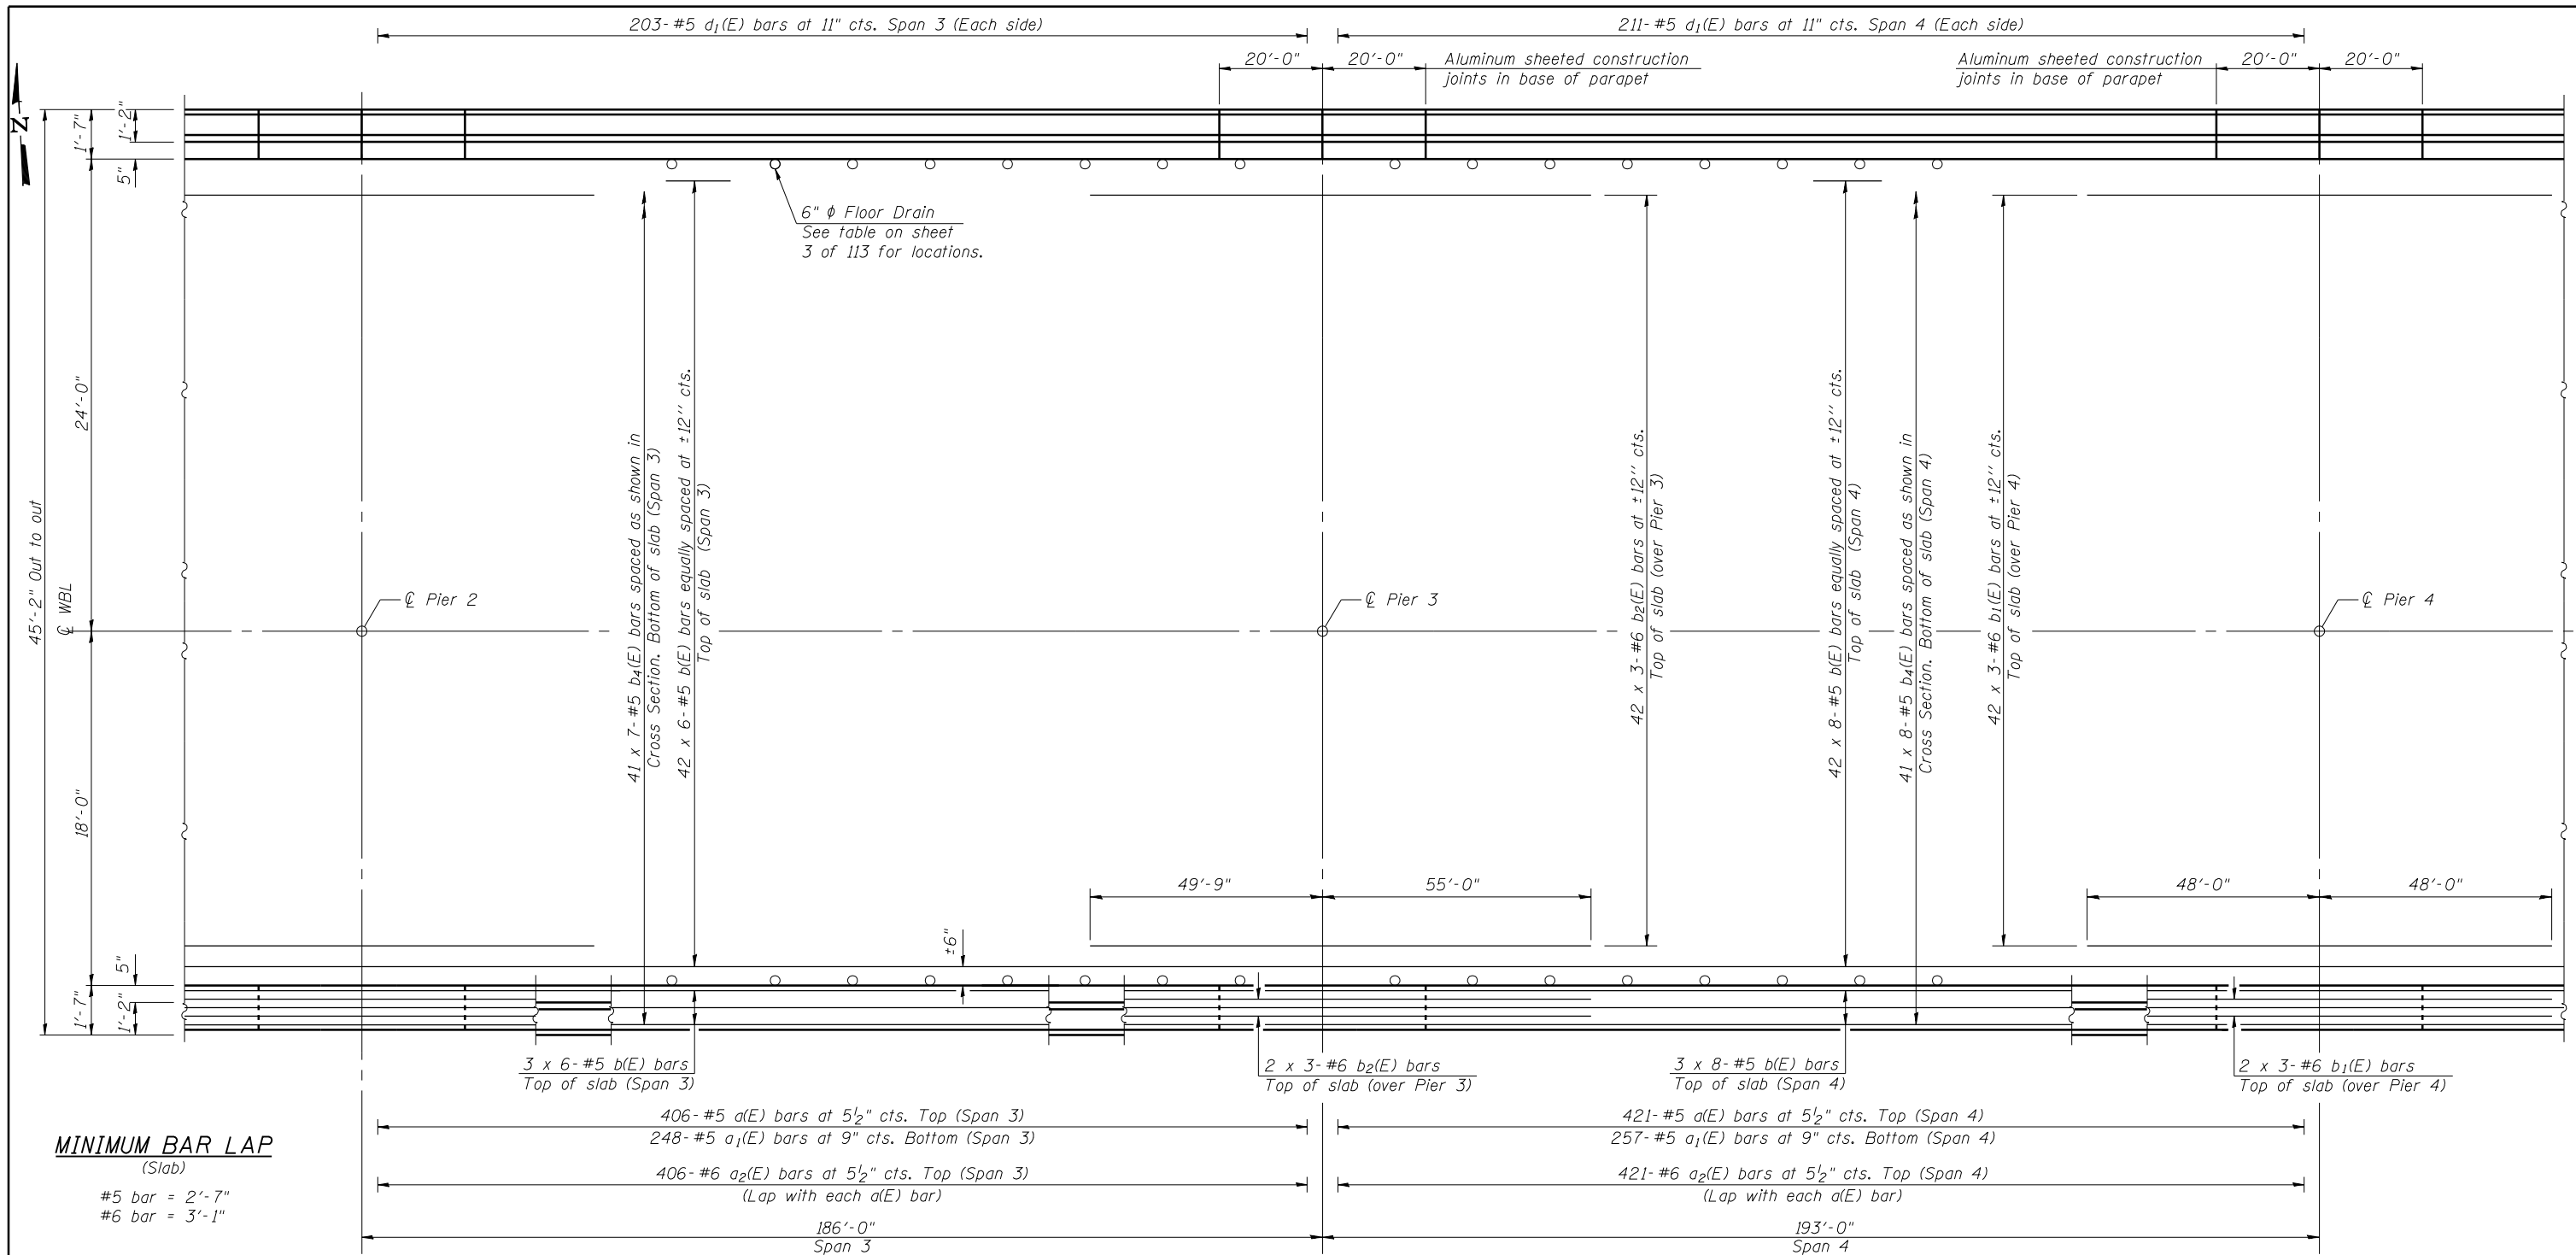 203-#5 d₁(E) bars at 11" cts. Span 3 (Each side)
211-#5 d₁(E) bars at 11" cts. Span 4 (Each side)
20'-0"
20'-0"
Aluminum sheeted construction
joints in base of parapet
Aluminum sheeted construction
joints in base of parapet
20'-0"
20'-0"
N
1'-7"
1'-2"
5"
6" ϕ Floor Drain
See table on sheet
3 of 113 for locations.
45'-2" Out to out
24'-0"
℄ WBL
18'-0"
41 x 7-#5 b₄(E) bars spaced as shown in
Cross Section. Bottom of slab (Span 3)
42 x 6-#5 b(E) bars equally spaced at ±12'' cts.
Top of slab (Span 3)
42 x 3-#6 b₂(E) bars at ±12'' cts.
Top of slab (over Pier 3)
42 x 8-#5 b(E) bars equally spaced at ±12'' cts.
Top of slab (Span 4)
41 x 8-#5 b₄(E) bars spaced as shown in
Cross Section. Bottom of slab (Span 4)
42 x 3-#6 b₁(E) bars at ±12'' cts.
Top of slab (over Pier 4)
℄ Pier 2
℄ Pier 3
℄ Pier 4
49'-9"
55'-0"
48'-0"
48'-0"
±6"
5"
1'-7"
1'-2"
3 x 6-#5 b(E) bars
Top of slab (Span 3)
2 x 3-#6 b₂(E) bars
Top of slab (over Pier 3)
3 x 8-#5 b(E) bars
Top of slab (Span 4)
2 x 3-#6 b₁(E) bars
Top of slab (over Pier 4)
406-#5 a(E) bars at 5½" cts. Top (Span 3)
248-#5 a₁(E) bars at 9" cts. Bottom (Span 3)
421-#5 a(E) bars at 5½" cts. Top (Span 4)
257-#5 a₁(E) bars at 9" cts. Bottom (Span 4)
406-#6 a₂(E) bars at 5½" cts. Top (Span 3)
(Lap with each a(E) bar)
421-#6 a₂(E) bars at 5½" cts. Top (Span 4)
(Lap with each a(E) bar)
186'-0"
Span 3
193'-0"
Span 4
MINIMUM BAR LAP
(Slab)
#5 bar = 2'-7"
#6 bar = 3'-1"